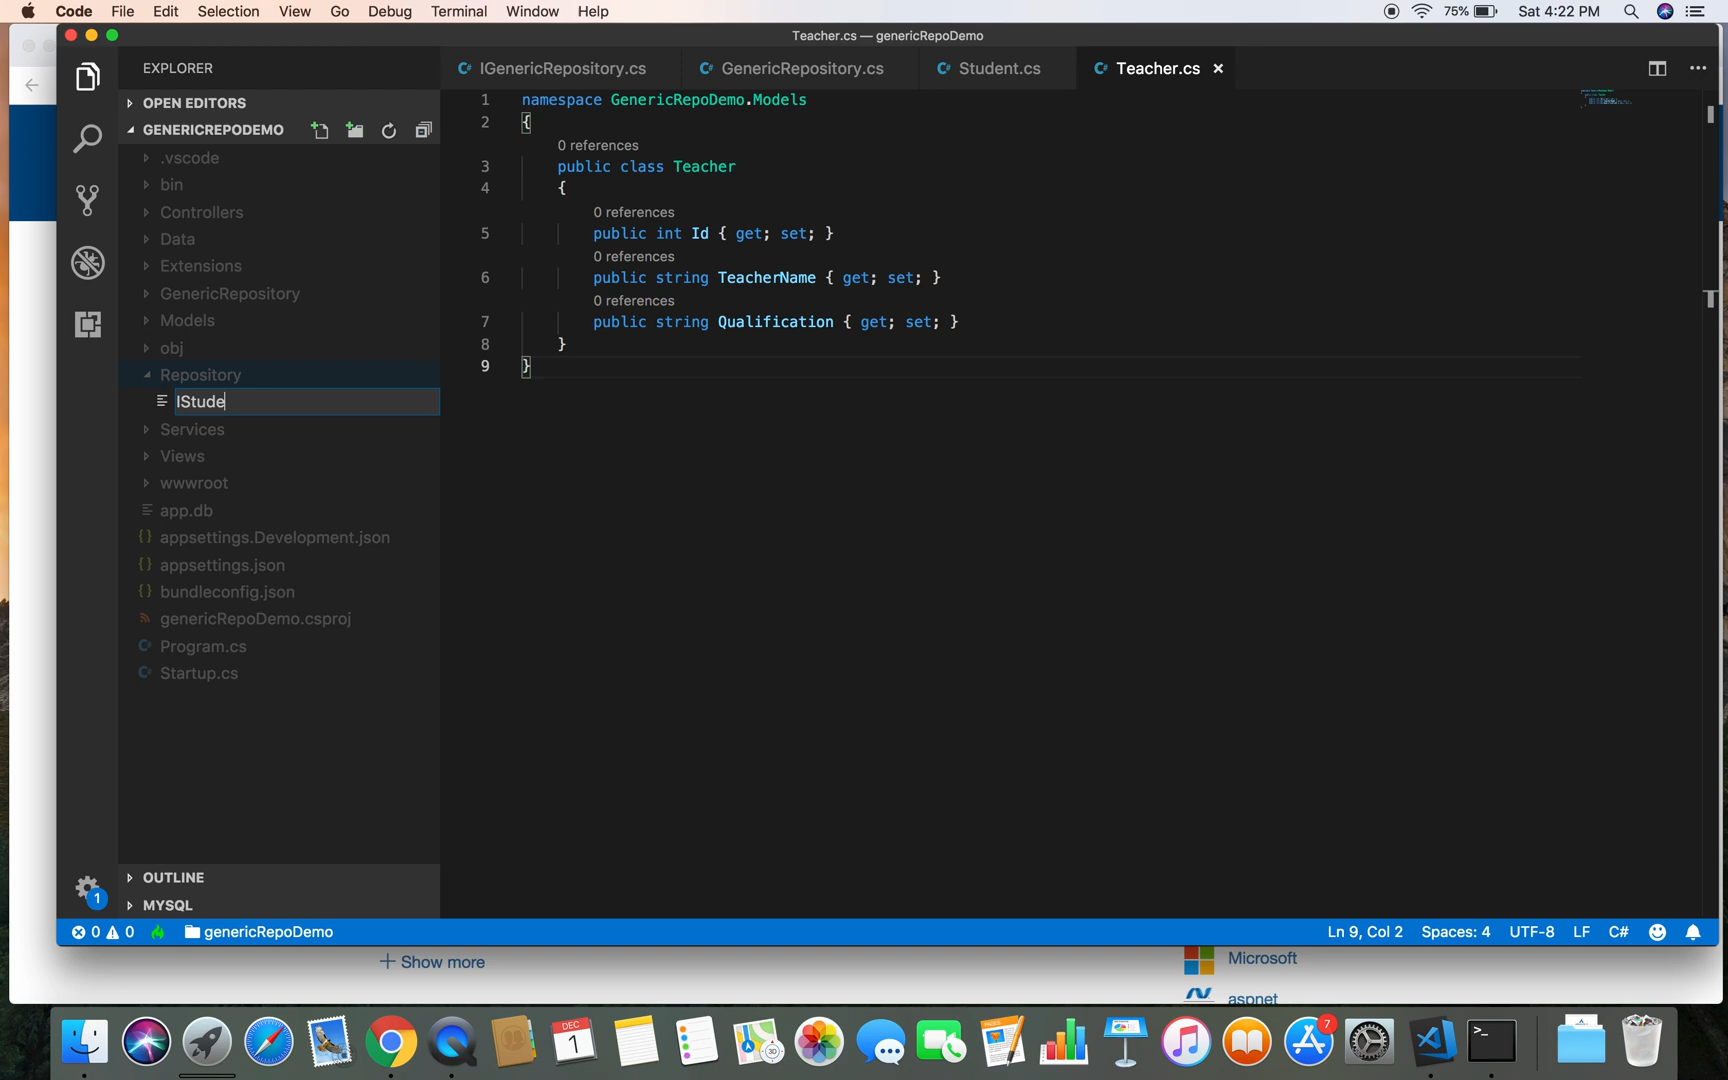 Code File Edit Selection View Go Debug Terminal Window Help 75% Sat 4:22 PM
Teacher.cs — genericRepoDemo
EXPLORER
IGenericRepository.cs GenericRepository.cs Student.cs Teacher.cs
OPEN EDITORS
GENERICREPODEMO
.vscode
bin
Controllers
Data
Extensions
GenericRepository
Models
obj
Repository
IStude
Services
Views
wwwroot
app.db
appsettings.Development.json
appsettings.json
bundleconfig.json
genericRepoDemo.csproj
Program.cs
Startup.cs
OUTLINE
MYSQL
1 namespace GenericRepoDemo.Models
2 {
0 references
3 public class Teacher
4 {
0 references
5 public int Id { get; set; }
0 references
6 public string TeacherName { get; set; }
0 references
7 public string Qualification { get; set; }
8 }
9 }
1
0 0 genericRepoDemo Ln 9, Col 2 Spaces: 4 UTF-8 LF C#
+ Show more
Microsoft
aspnet
DEC
1
3D
PAGES
7
>_